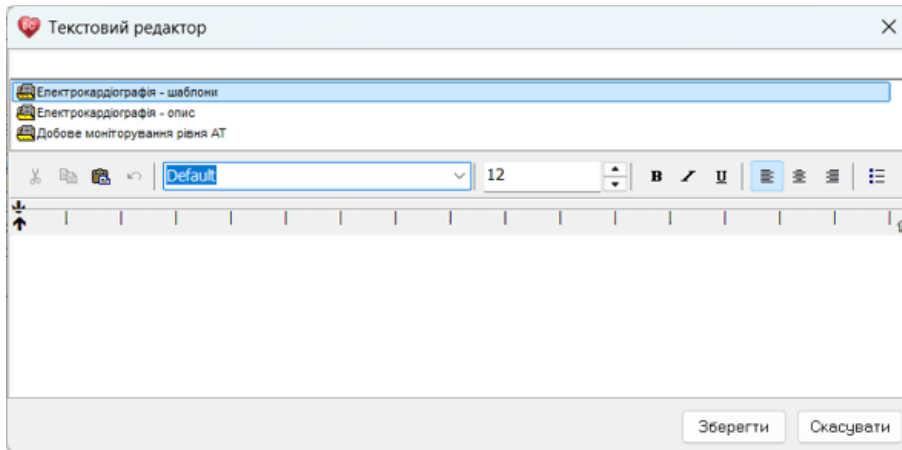 Текстовий редактор
Електрокардіографія - шаблони
Електрокардіографія - опис
Добове моніторування рівня АТ
Default 12 B I U
Зберегти Скасувати